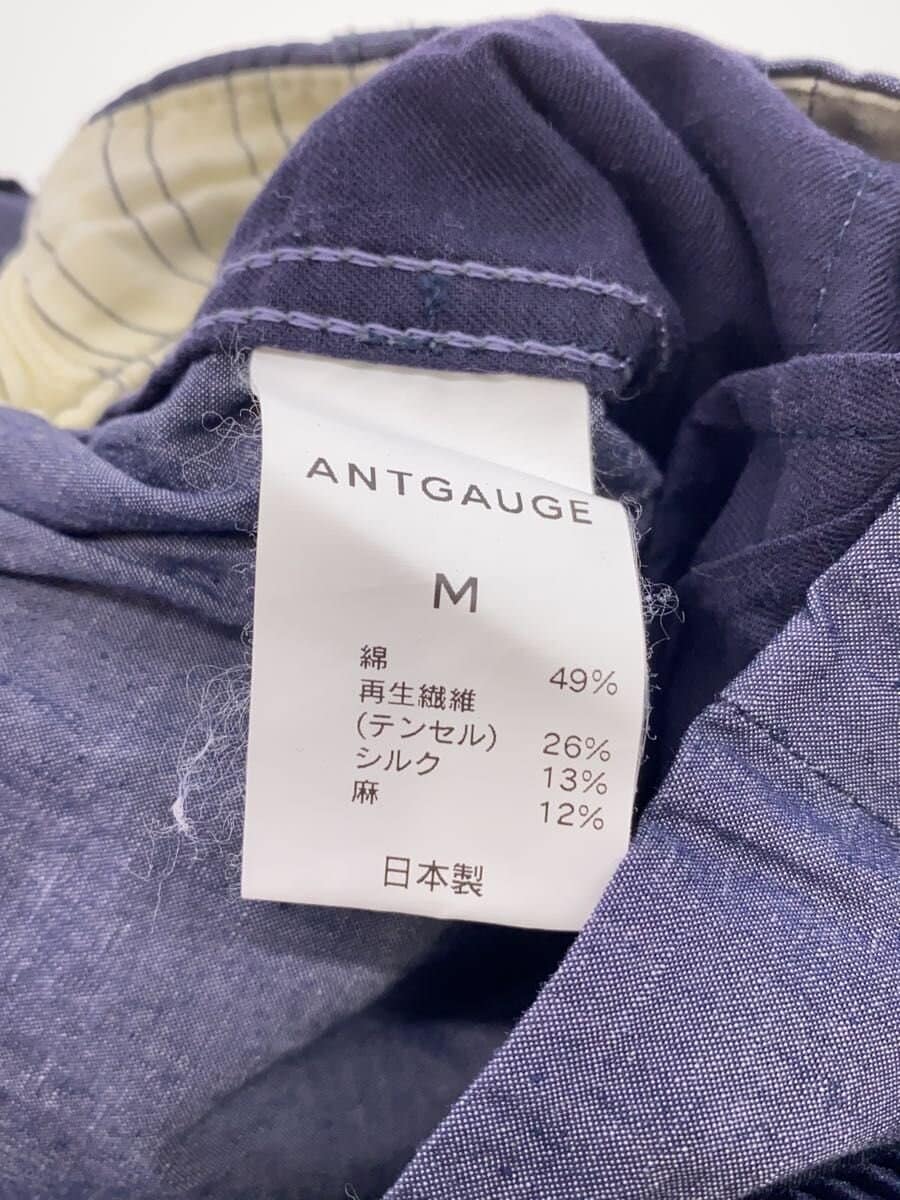 ANTGAUGE
M
綿 49%
再生繊維
(テンセル) 26%
シルク 13%
麻 12%
日本製